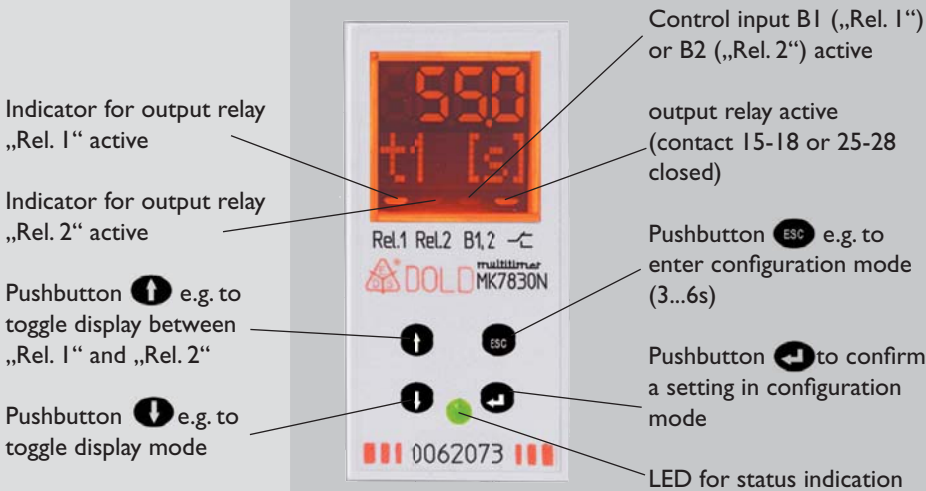 Control input B1 („Rel. 1“)
or B2 („Rel. 2“) active
Indicator for output relay
„Rel. 1“ active
output relay active
(contact 15-18 or 25-28
closed)
Indicator for output relay
„Rel. 2“ active
Pushbutton ESC e.g. to
enter configuration mode
(3...6s)
Pushbutton e.g. to
toggle display between
„Rel. 1“ and „Rel. 2“
Pushbutton to confirm
a setting in configuration
mode
Pushbutton e.g. to
toggle display mode
LED for status indication
55.0
t1 [s]
Rel.1 Rel.2 B1,2
DOLD multitimer
MK7830N
ESC
0062073